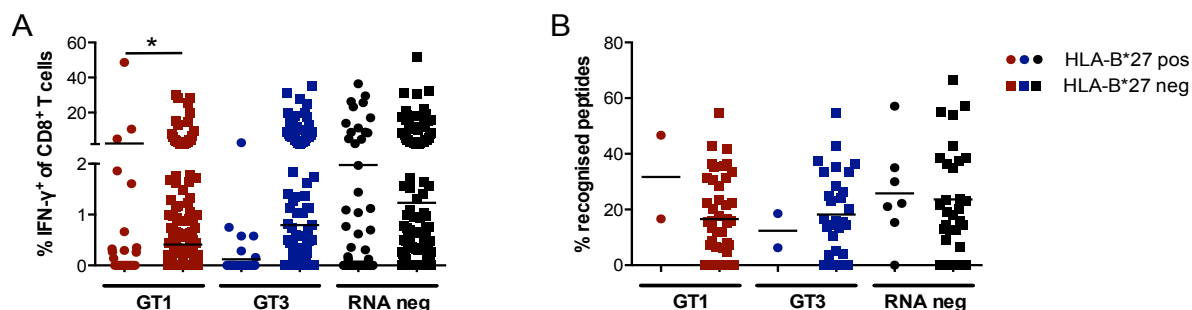 A
% IFN-γ⁺ of CD8⁺ T cells
60
40
20
2
1
0
*
GT1
GT3
RNA neg
B
% recognised peptides
80
60
40
20
0
GT1
GT3
RNA neg
HLA-B*27 pos
HLA-B*27 neg